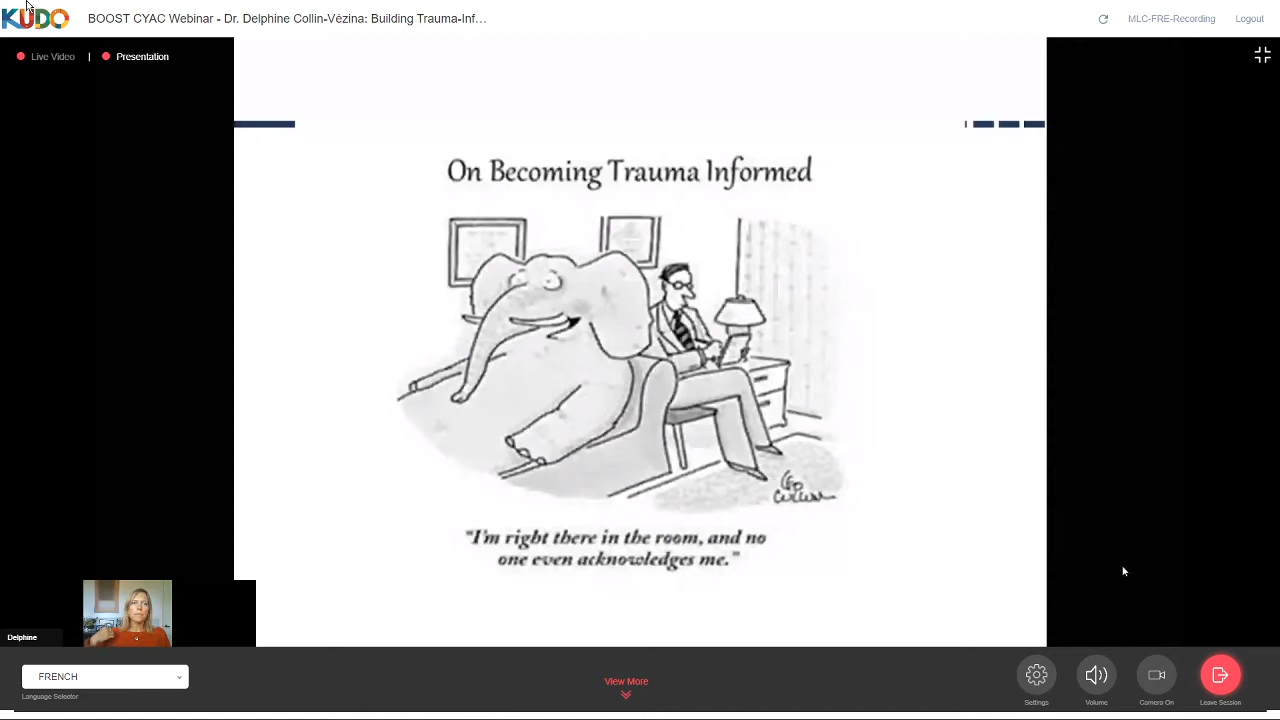 KUDO
BOOST CYAC Webinar - Dr. Delphine Collin-Vézina: Building Trauma-Inf...
MLC-FRE-Recording
Logout
Live Video | Presentation
On Becoming Trauma Informed
Leo Cullum
"I'm right there in the room, and no
one even acknowledges me."
Delphine
FRENCH
Language Selector
View More
Settings
Volume
Camera On
Leave Session